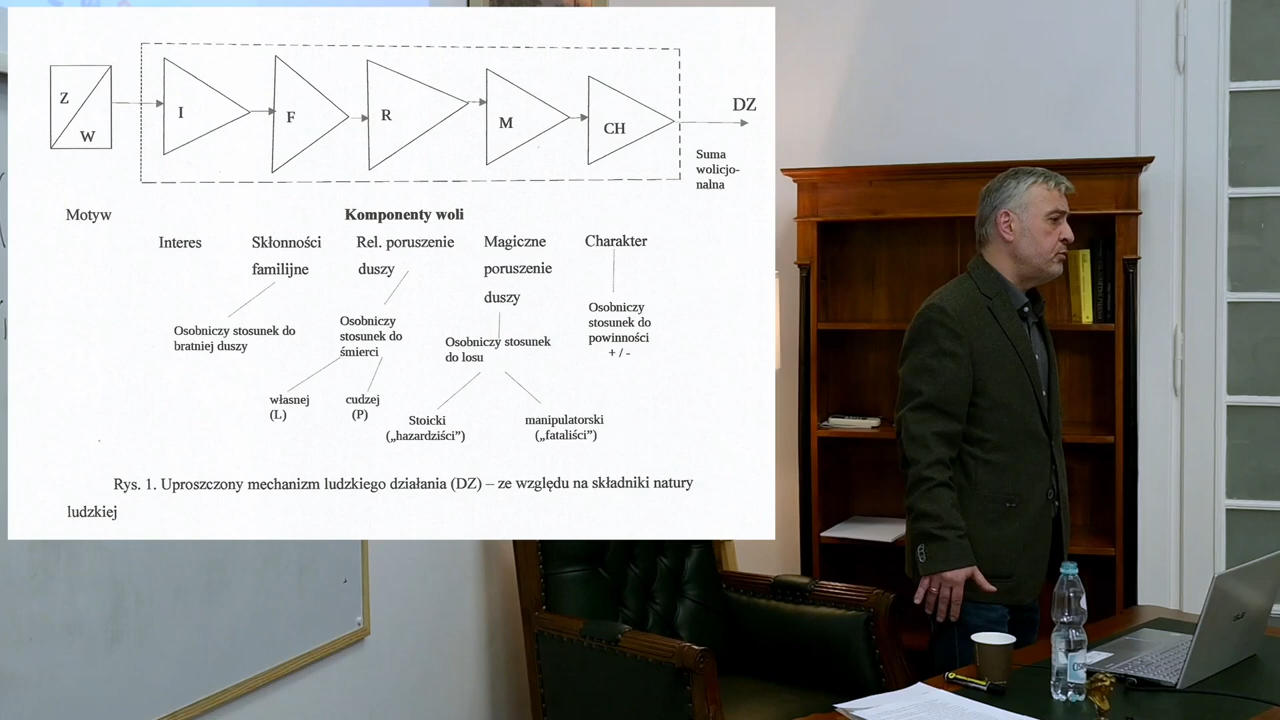 Z
W
I
F
R
M
CH
DZ
Suma
wolicjo-
nalna
Motyw
Komponenty woli
Interes
Skłonności
familijne
Rel. poruszenie
duszy
Magiczne
poruszenie
duszy
Charakter
Osobniczy stosunek do
bratniej duszy
Osobniczy
stosunek do
śmierci
Osobniczy stosunek
do losu
Osobniczy
stosunek do
powinności
+ / -
własnej
(L)
cudzej
(P)
Stoicki
(„hazardziści”)
manipulatorski
(„fataliści”)
Rys. 1. Uproszczony mechanizm ludzkiego działania (DZ) – ze względu na składniki natury
ludzkiej
ASUS